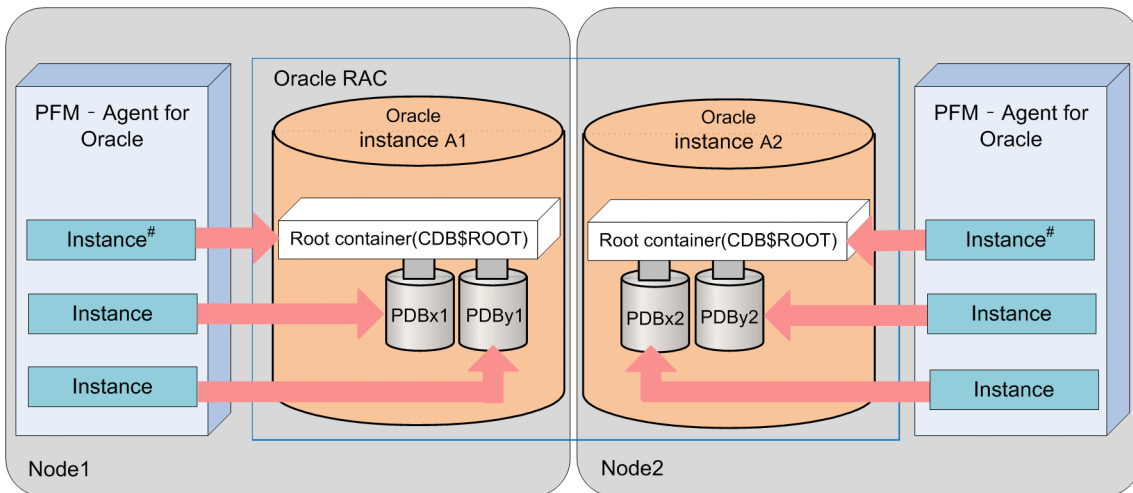 Oracle RAC
PFM - Agent for
Oracle
Oracle
instance A1
Oracle
instance A2
PFM - Agent for
Oracle
Instance#
Root container(CDB$ROOT)
Root container(CDB$ROOT)
Instance#
Instance
PDBx1
PDBy1
PDBx2
PDBy2
Instance
Instance
Instance
Node1
Node2